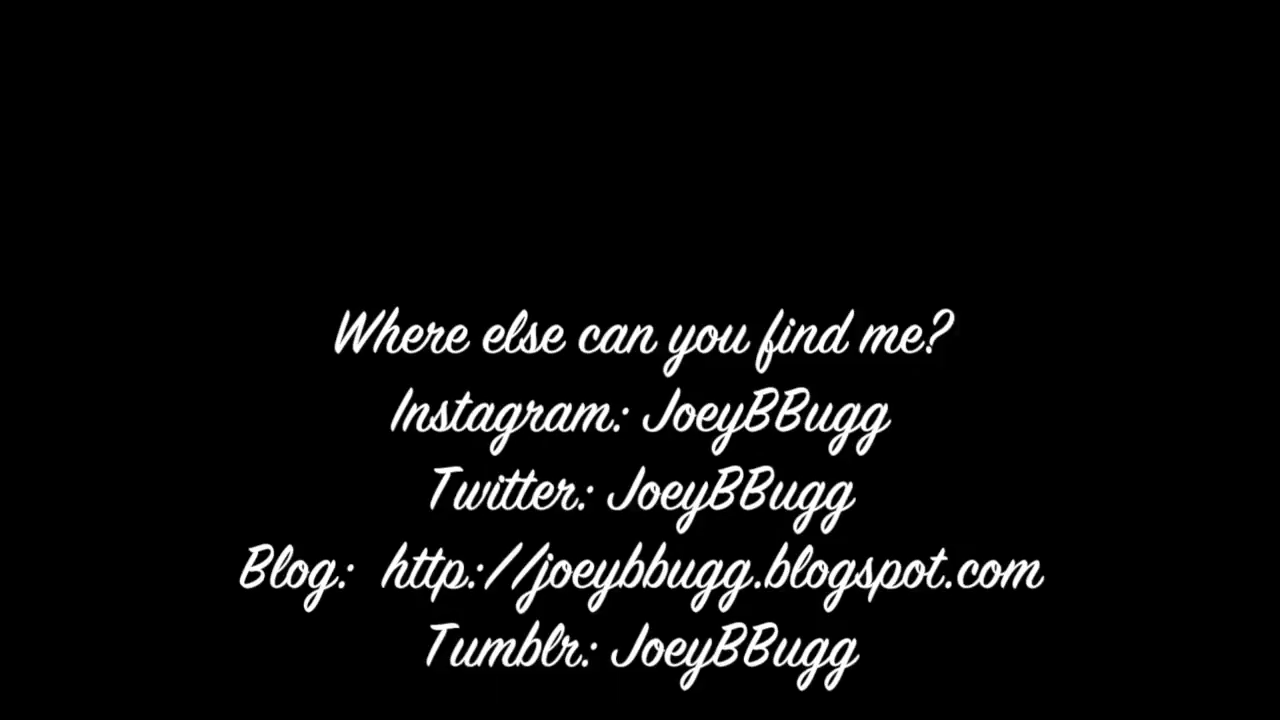 Where else can you find me?
Instagram: JoeyBBugg
Twitter: JoeyBBugg
Blog: http://joeybbugg.blogspot.com
Tumblr: JoeyBBugg